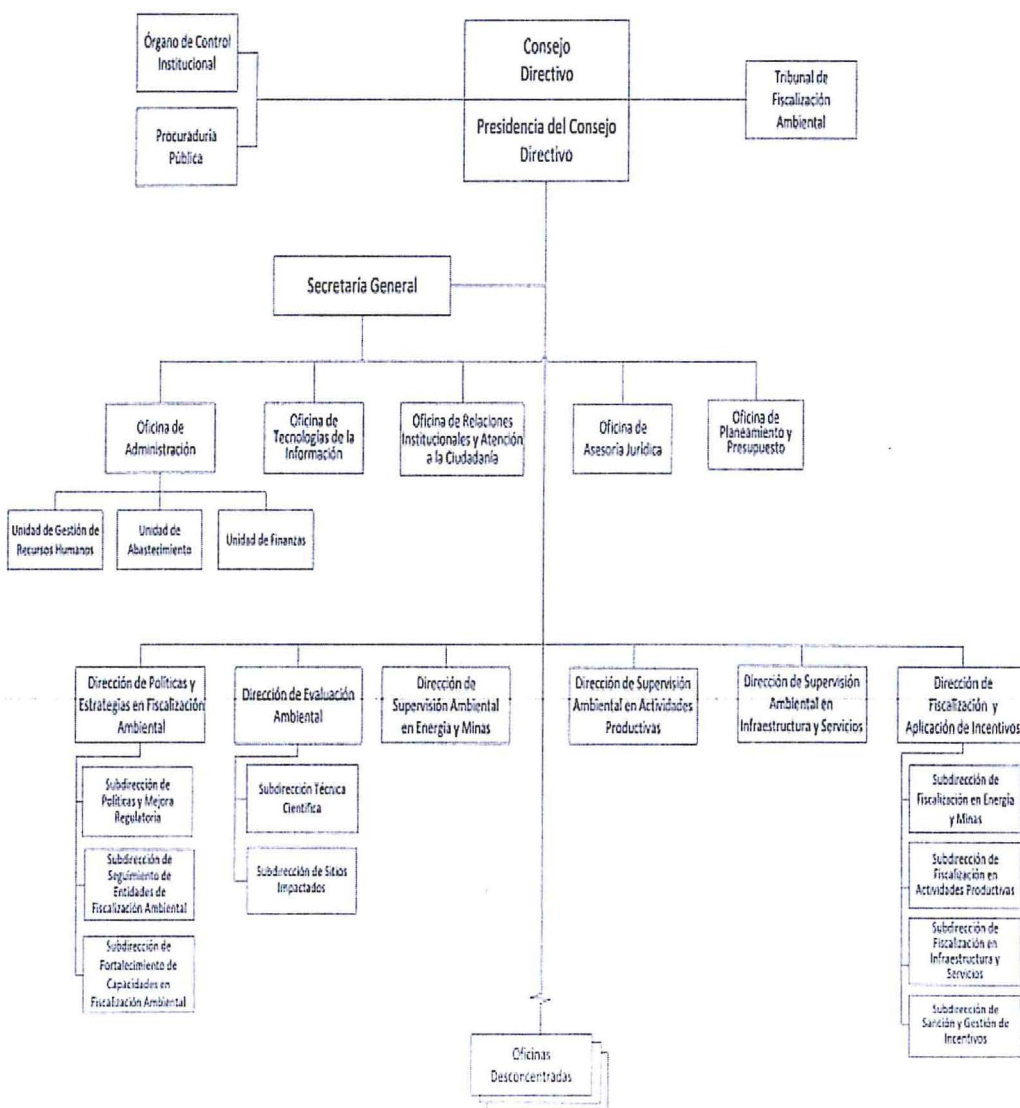 Órgano de Control
Institucional
Consejo
Directivo
Tribunal de
Fiscalización
Ambiental
Procuraduría
Pública
Presidencia del Consejo
Directivo
Secretaría General
Oficina de
Administración
Oficina de
Tecnologías de la
Información
Oficina de Relaciones
Institucionales y Atención
a la Ciudadanía
Oficina de
Asesoría Jurídica
Oficina de
Planeamiento y
Presupuesto
Unidad de Gestión de
Recursos Humanos
Unidad de
Abastecimiento
Unidad de Finanzas
Dirección de Políticas y
Estrategias en Fiscalización
Ambiental
Dirección de Evaluación
Ambiental
Dirección de
Supervisión Ambiental
en Energía y Minas
Dirección de Supervisión
Ambiental en Actividades
Productivas
Dirección de Supervisión
Ambiental en
Infraestructura y Servicios
Dirección de
Fiscalización y
Aplicación de Incentivos
Subdirección de
Políticas y Mejora
Regulatoria
Subdirección de
Seguimiento de
Entidades de
Fiscalización Ambiental
Subdirección de
Fortalecimiento de
Capacidades en
Fiscalización Ambiental
Subdirección Técnica
Científica
Subdirección de Sitios
Impactados
Subdirección de
Fiscalización en Energía
y Minas
Subdirección de
Fiscalización en
Actividades Productivas
Subdirección de
Fiscalización en
Infraestructura y
Servicios
Subdirección de
Sanción y Gestión de
Incentivos
Oficinas
Desconcentradas